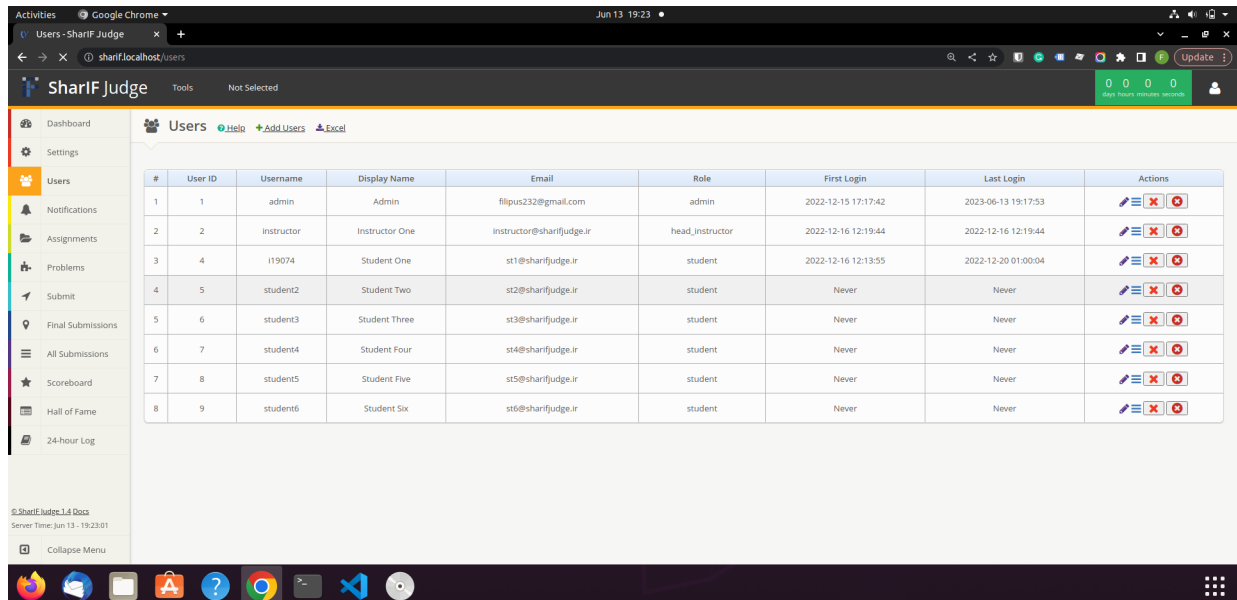 Activities Google Chrome Jun 13 19:23
Users - SharIF Judge
sharif.localhost/users F Update
SharIF Judge Tools Not Selected 0 0 0 0
days hours minutes seconds
Dashboard
Settings
Users
Notifications
Assignments
Problems
Submit
Final Submissions
All Submissions
Scoreboard
Hall of Fame
24-hour Log
© SharIF Judge 1.4 Docs
Server Time: Jun 13 - 19:23:01
Collapse Menu
Users Help Add Users Excel
# User ID Username Display Name Email Role First Login Last Login Actions
1 1 admin Admin filipus232@gmail.com admin 2022-12-15 17:17:42 2023-06-13 19:17:53
2 2 instructor Instructor One instructor@sharifjudge.ir head_instructor 2022-12-16 12:19:44 2022-12-16 12:19:44
3 4 i19074 Student One st1@sharifjudge.ir student 2022-12-16 12:13:55 2022-12-20 01:00:04
4 5 student2 Student Two st2@sharifjudge.ir student Never Never
5 6 student3 Student Three st3@sharifjudge.ir student Never Never
6 7 student4 Student Four st4@sharifjudge.ir student Never Never
7 8 student5 Student Five st5@sharifjudge.ir student Never Never
8 9 student6 Student Six st6@sharifjudge.ir student Never Never